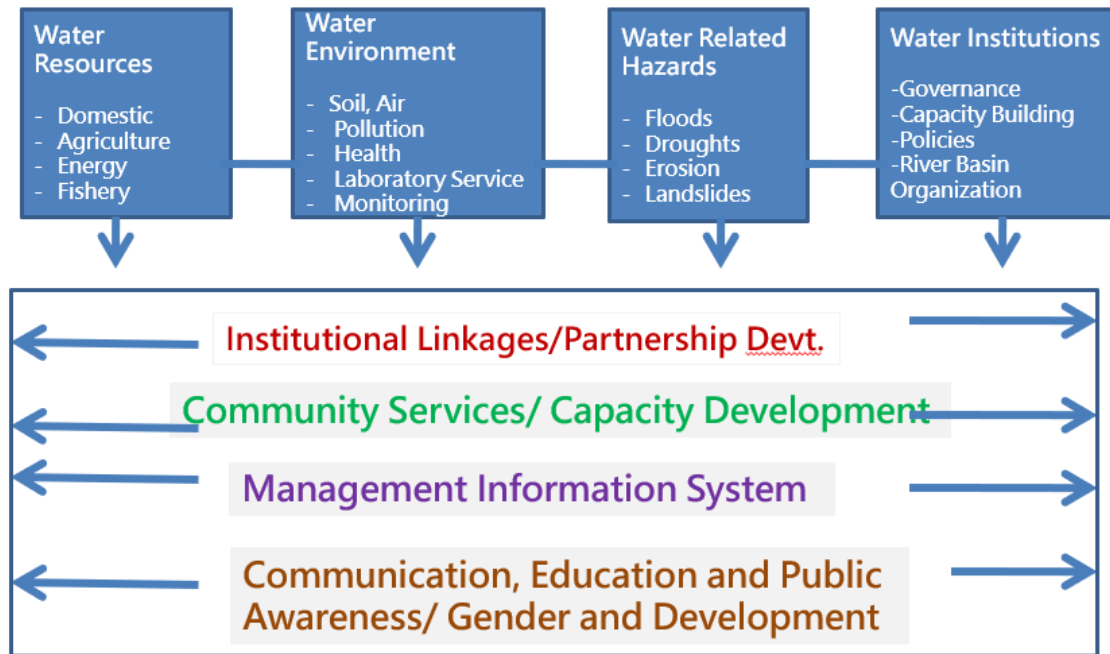 Water
Resources
- Domestic
- Agriculture
- Energy
- Fishery
Water
Environment
- Soil, Air
- Pollution
- Health
- Laboratory Service
- Monitoring
Water Related
Hazards
- Floods
- Droughts
- Erosion
- Landslides
Water Institutions
-Governance
-Capacity Building
-Policies
-River Basin
Organization
Institutional Linkages/Partnership Devt.
Community Services/ Capacity Development
Management Information System
Communication, Education and Public
Awareness/ Gender and Development